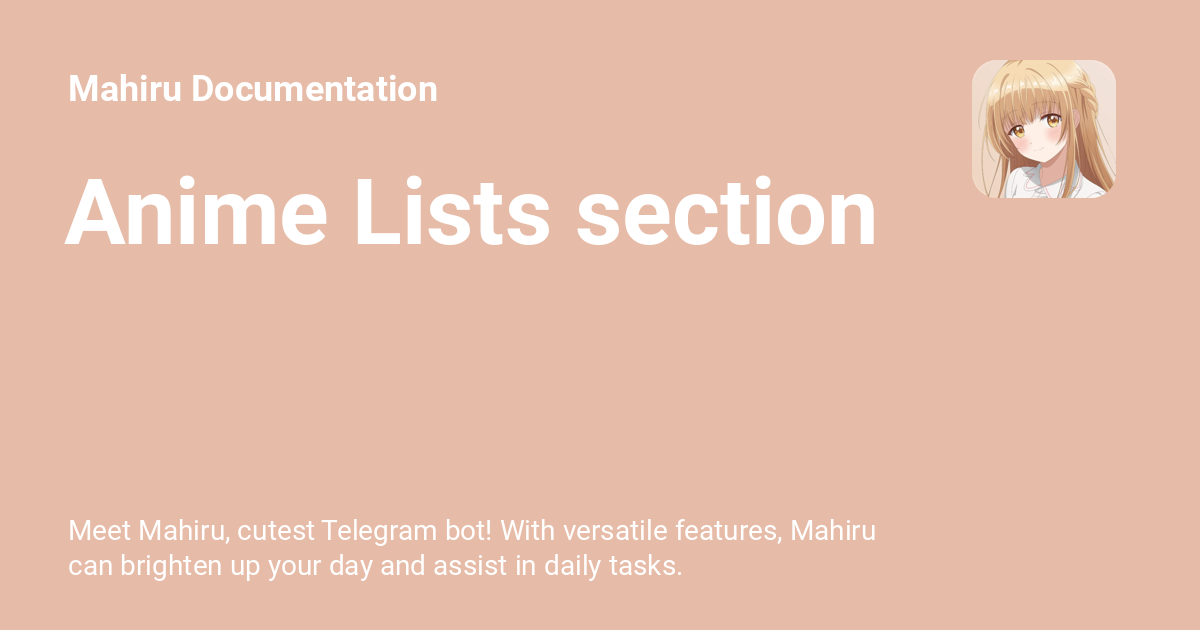 Mahiru Documentation
Anime Lists section
Meet Mahiru, cutest Telegram bot! With versatile features, Mahiru
can brighten up your day and assist in daily tasks.